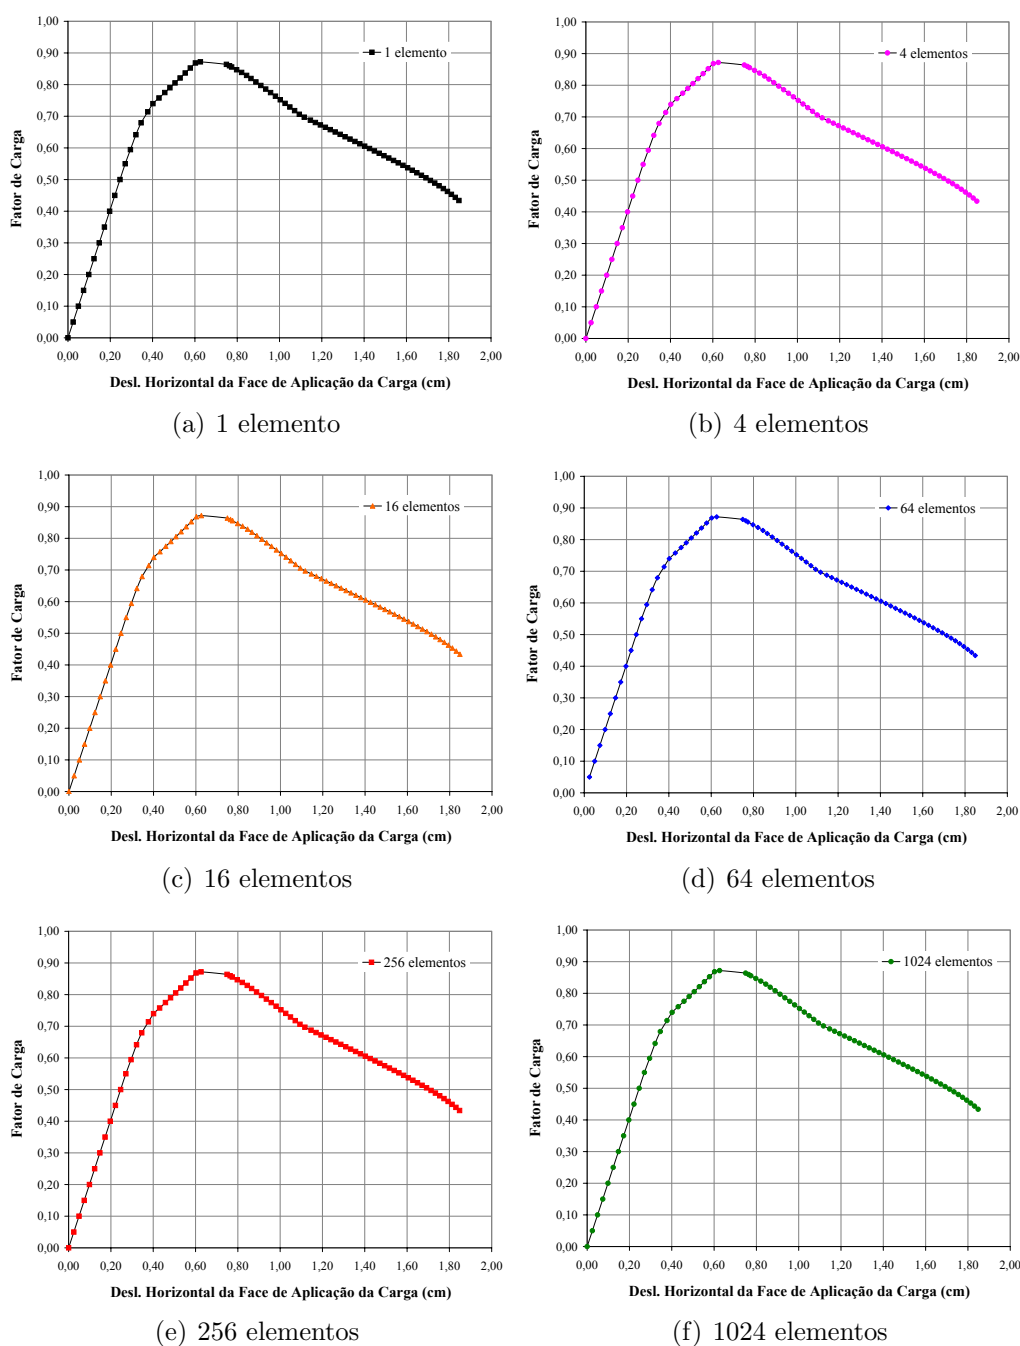 1,00
0,90
0,80
0,70
0,60
0,50
0,40
0,30
0,20
0,10
0,00
Fator de Carga
1 elemento
0,00 0,20 0,40 0,60 0,80 1,00 1,20 1,40 1,60 1,80 2,00
Desl. Horizontal da Face de Aplicação da Carga (cm)
(a) 1 elemento
1,00
0,90
0,80
0,70
0,60
0,50
0,40
0,30
0,20
0,10
0,00
Fator de Carga
4 elementos
0,00 0,20 0,40 0,60 0,80 1,00 1,20 1,40 1,60 1,80 2,00
Desl. Horizontal da Face de Aplicação da Carga (cm)
(b) 4 elementos
1,00
0,90
0,80
0,70
0,60
0,50
0,40
0,30
0,20
0,10
0,00
Fator de Carga
16 elementos
0,00 0,20 0,40 0,60 0,80 1,00 1,20 1,40 1,60 1,80 2,00
Desl. Horizontal da Face de Aplicação da Carga (cm)
(c) 16 elementos
1,00
0,90
0,80
0,70
0,60
0,50
0,40
0,30
0,20
0,10
0,00
Fator de Carga
64 elementos
0,00 0,20 0,40 0,60 0,80 1,00 1,20 1,40 1,60 1,80 2,00
Desl. Horizontal da Face de Aplicação da Carga (cm)
(d) 64 elementos
1,00
0,90
0,80
0,70
0,60
0,50
0,40
0,30
0,20
0,10
0,00
Fator de Carga
256 elementos
0,00 0,20 0,40 0,60 0,80 1,00 1,20 1,40 1,60 1,80 2,00
Desl. Horizontal da Face de Aplicação da Carga (cm)
(e) 256 elementos
1,00
0,90
0,80
0,70
0,60
0,50
0,40
0,30
0,20
0,10
0,00
Fator de Carga
1024 elementos
0,00 0,20 0,40 0,60 0,80 1,00 1,20 1,40 1,60 1,80 2,00
Desl. Horizontal da Face de Aplicação da Carga (cm)
(f) 1024 elementos